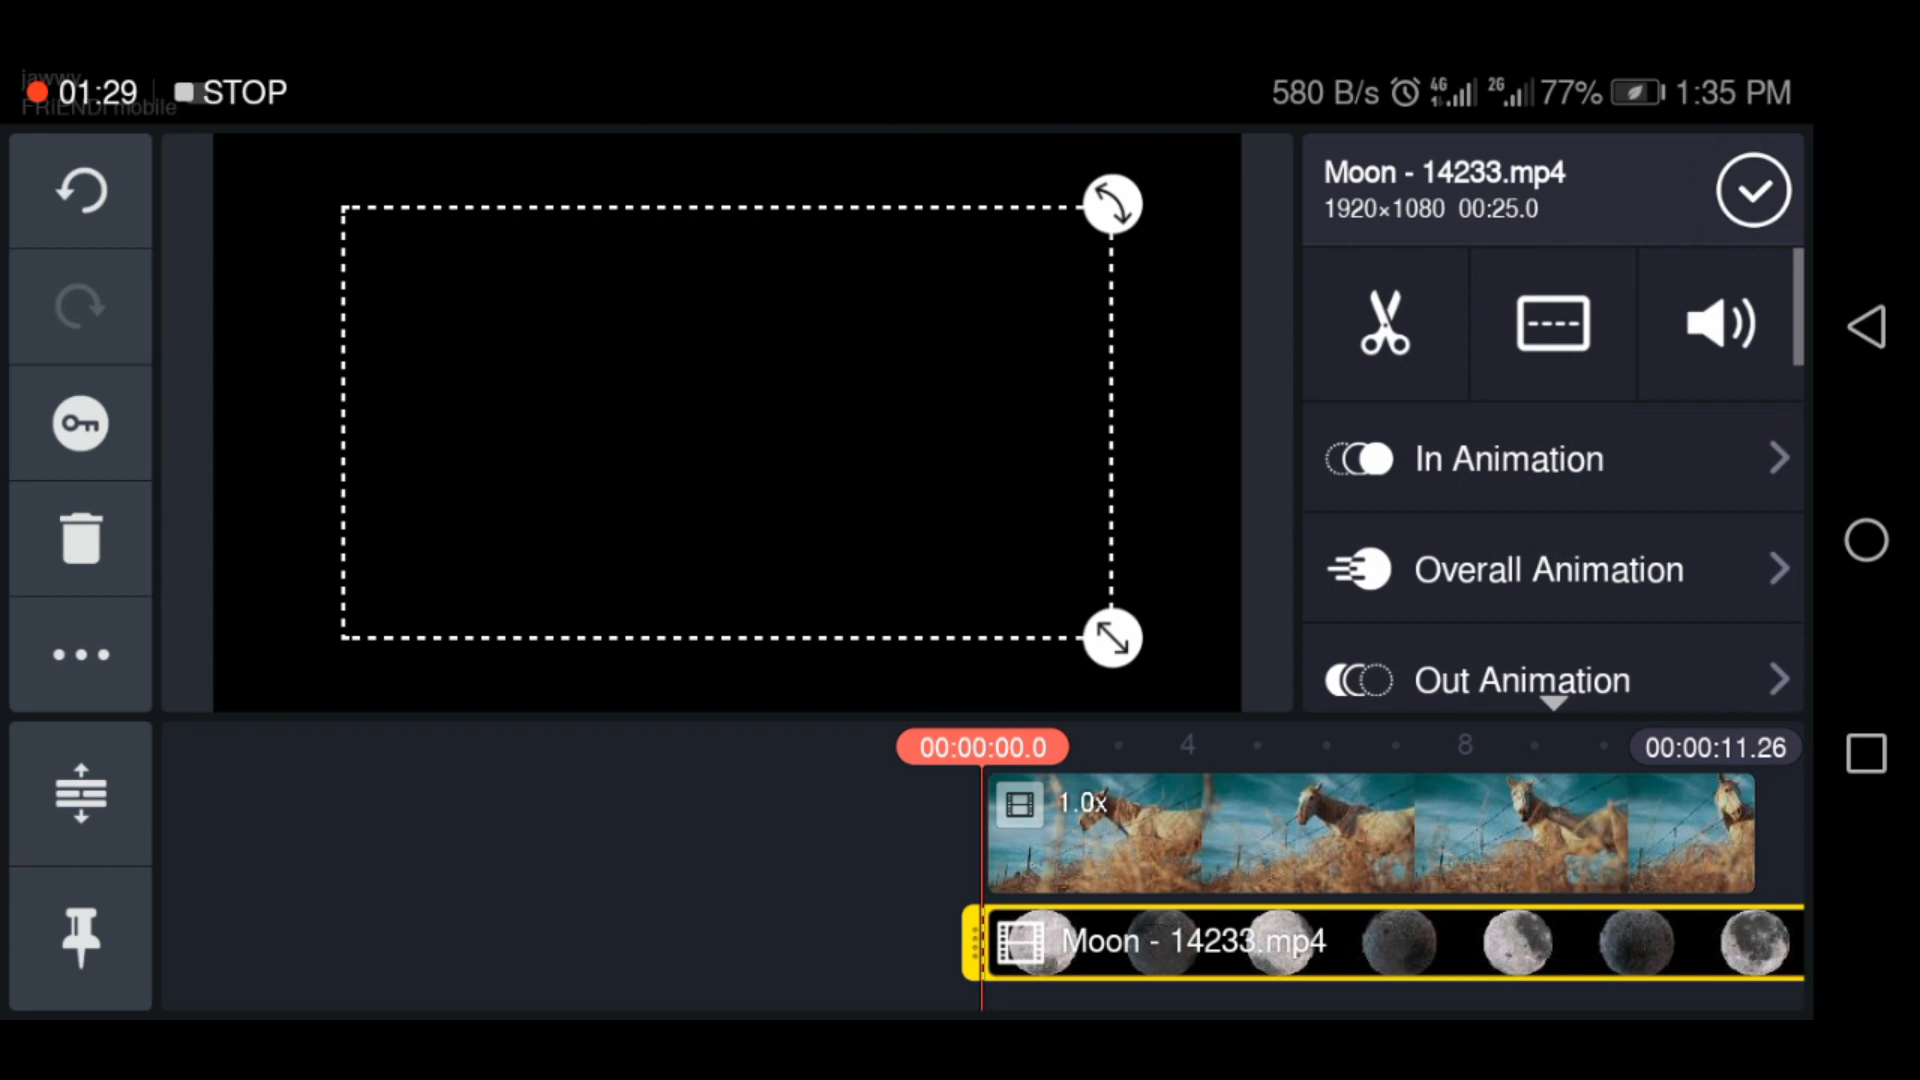 jawwy
01:29 STOP
FRiENDi mobile
580 B/s 4G 2G 77% 1:35 PM
Moon - 14233.mp4
1920×1080 00:25.0
In Animation
Overall Animation
Out Animation
00:00:00.0 4 8 00:00:11.26
1.0x
Moon - 14233.mp4